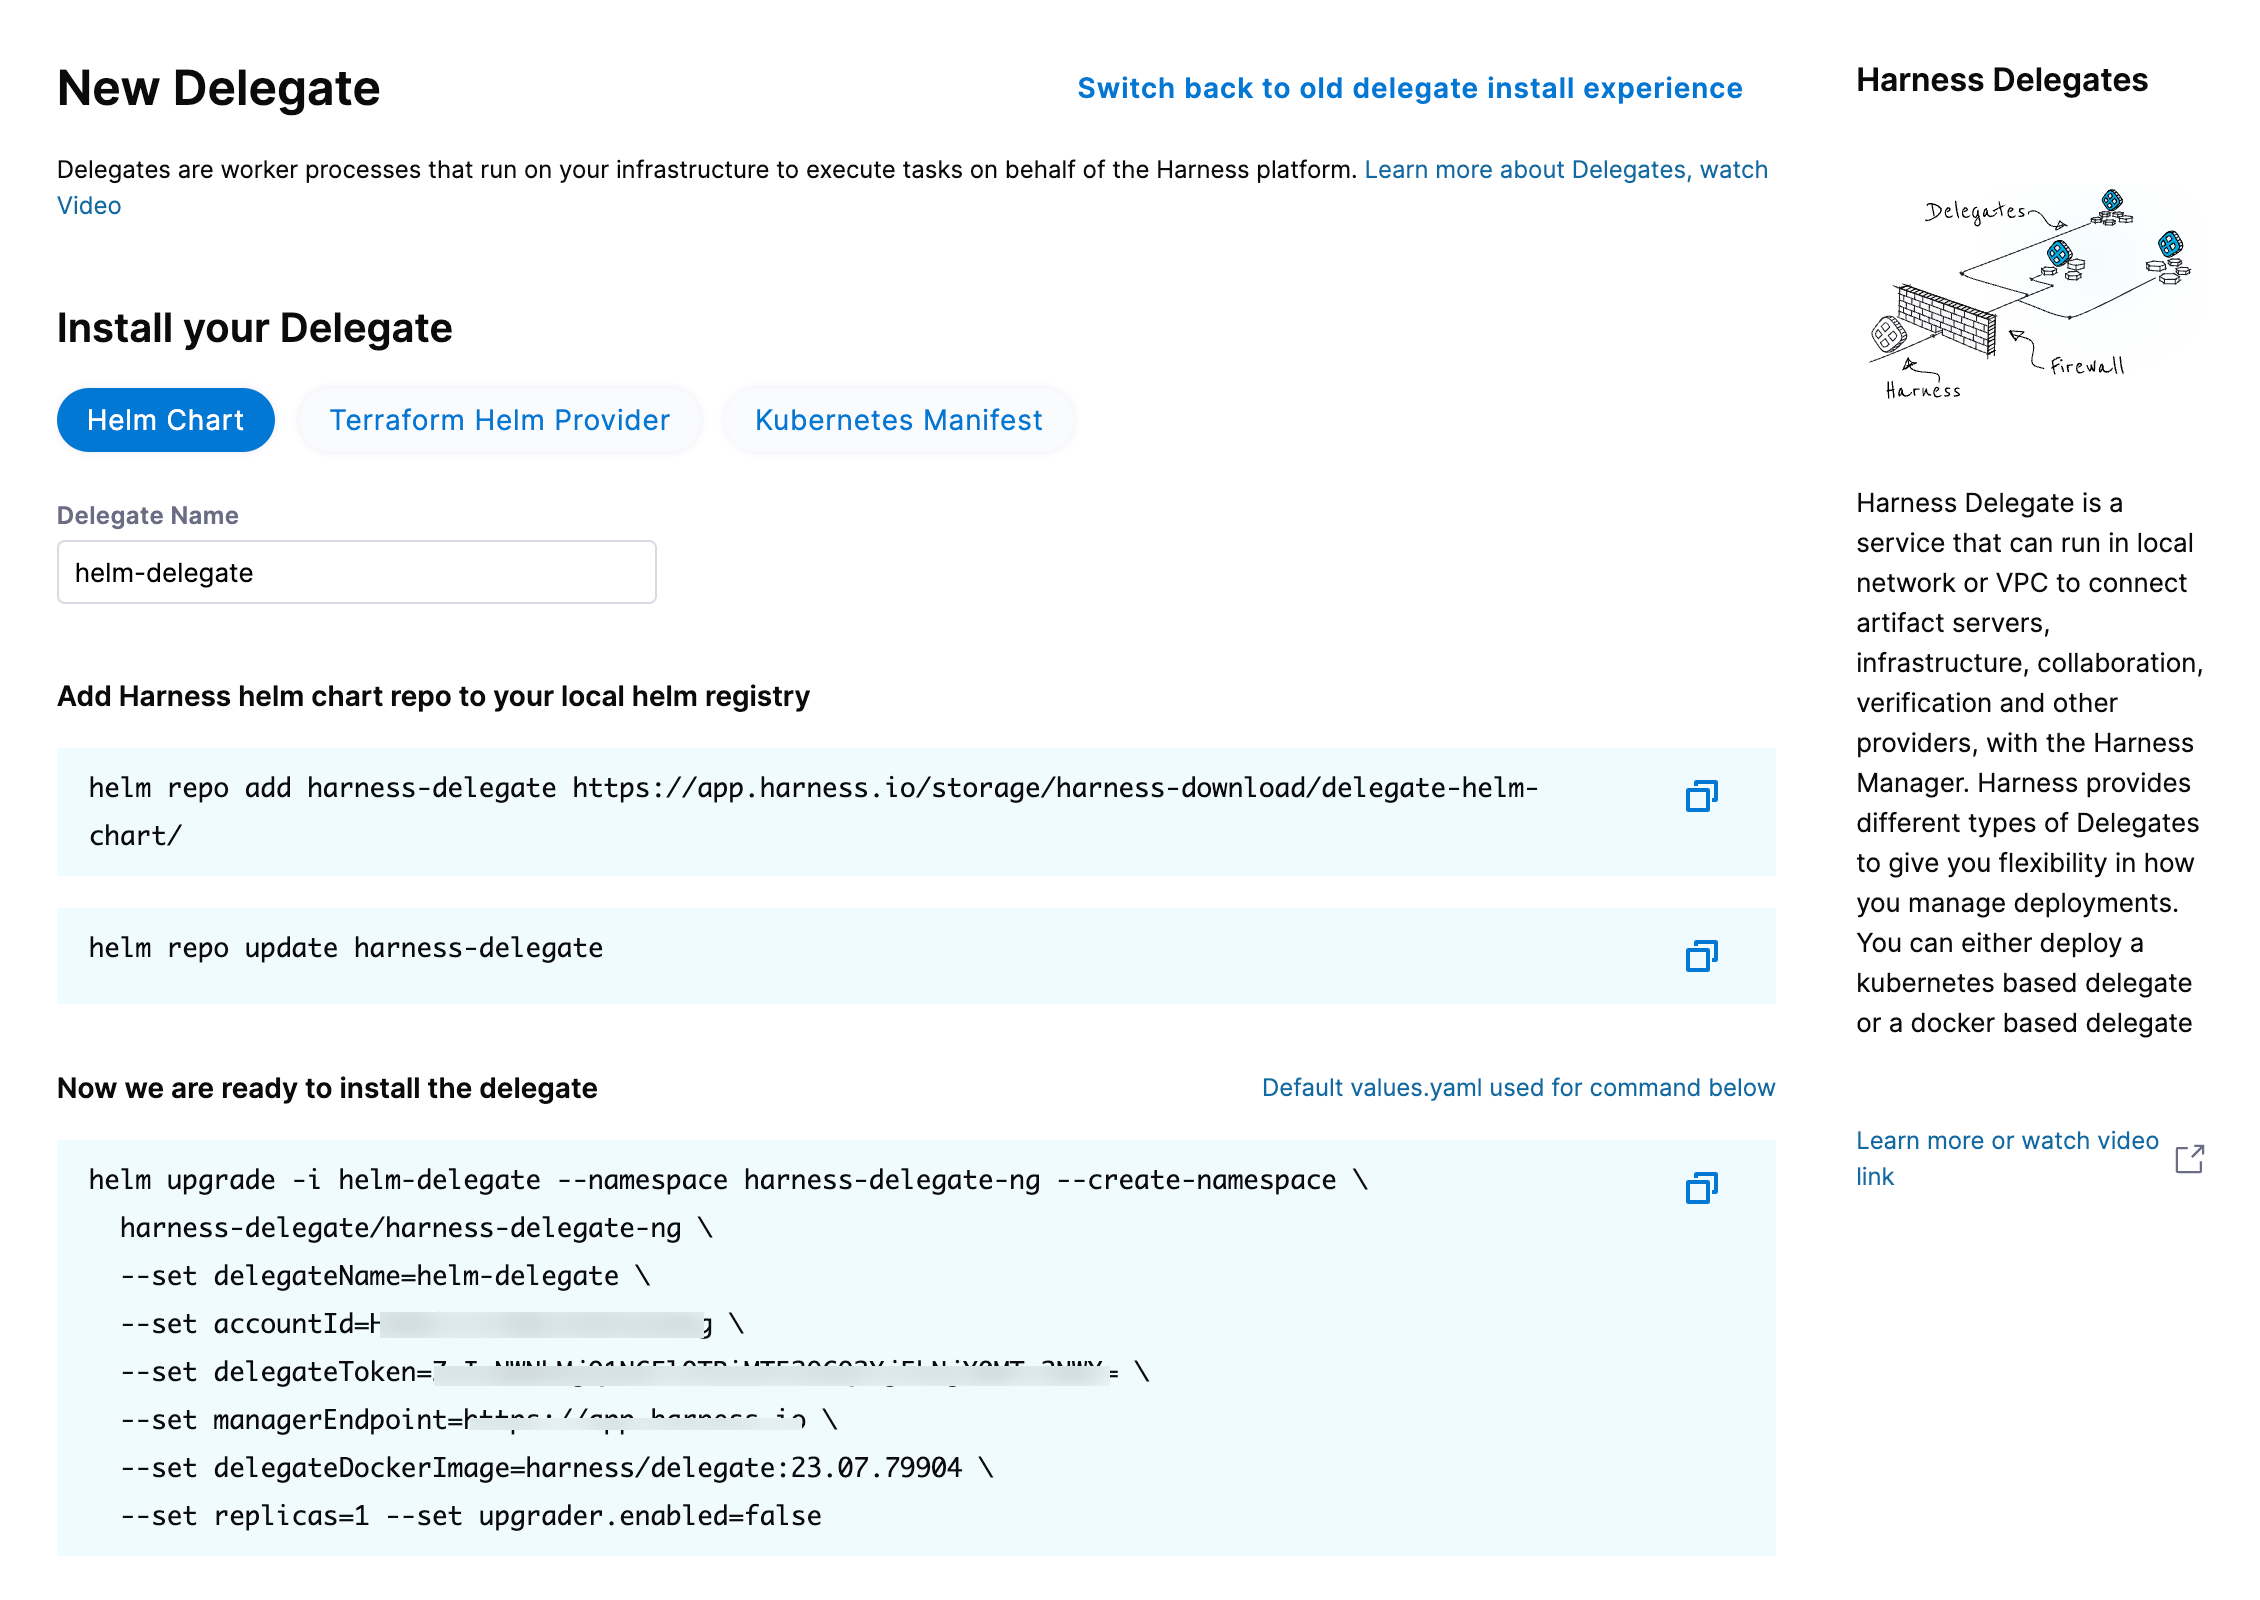 New Delegate
Switch back to old delegate install experience
Delegates are worker processes that run on your infrastructure to execute tasks on behalf of the Harness platform. Learn more about Delegates, watch
Video
Install your Delegate
Helm Chart
Terraform Helm Provider
Kubernetes Manifest
Delegate Name
helm-delegate
Add Harness helm chart repo to your local helm registry
helm repo add harness-delegate https://app.harness.io/storage/harness-download/delegate-helm-
chart/
helm repo update harness-delegate
Now we are ready to install the delegate
Default values.yaml used for command below
helm upgrade -i helm-delegate --namespace harness-delegate-ng --create-namespace \
harness-delegate/harness-delegate-ng \
--set delegateName=helm-delegate \
--set accountId= \
--set delegateToken= \
--set managerEndpoint=https://app.harness.io \
--set delegateDockerImage=harness/delegate:23.07.79904 \
--set replicas=1 --set upgrader.enabled=false
Harness Delegates
Delegates
Firewall
Harness
Harness Delegate is a
service that can run in local
network or VPC to connect
artifact servers,
infrastructure, collaboration,
verification and other
providers, with the Harness
Manager. Harness provides
different types of Delegates
to give you flexibility in how
you manage deployments.
You can either deploy a
kubernetes based delegate
or a docker based delegate
Learn more or watch video
link